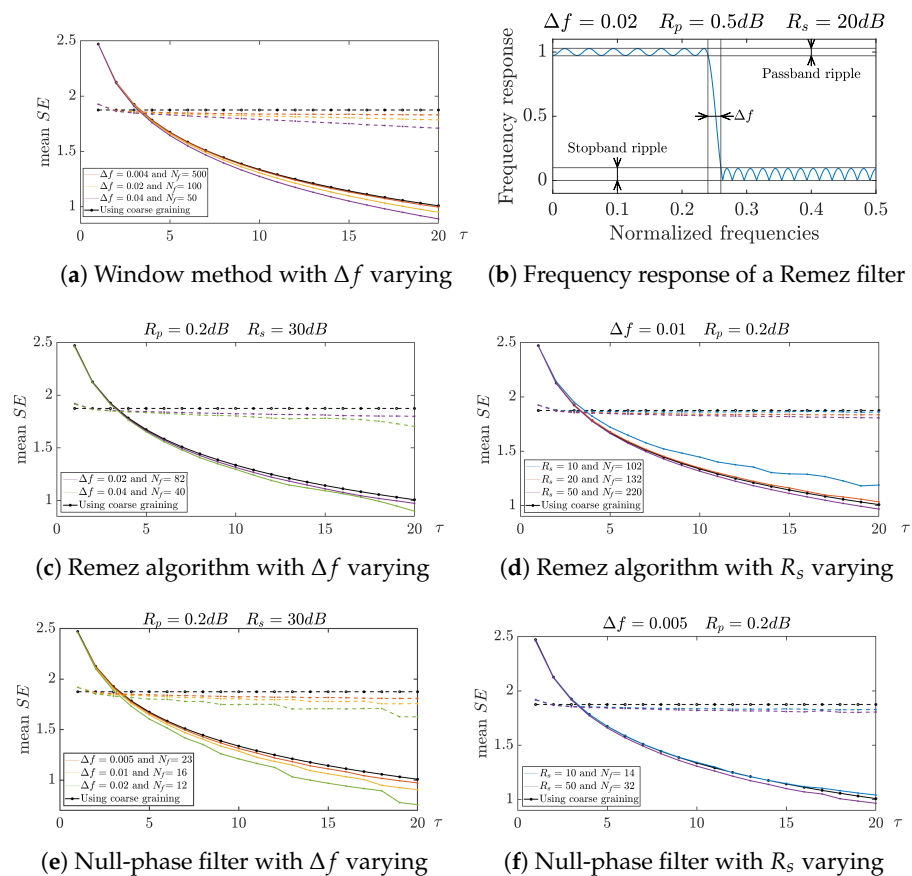 2.5
2
1.5
1
0
5
10
15
20
τ
mean SE
Δf = 0.004 and N_f= 500
Δf = 0.02 and N_f= 100
Δf = 0.04 and N_f= 50
Using coarse graining
(a) Window method with Δf varying
Δf = 0.02 R_p = 0.5dB R_s = 20dB
Frequency response
1
0.5
0
Passband ripple
Δf
Stopband ripple
0
0.1
0.2
0.3
0.4
0.5
Normalized frequencies
(b) Frequency response of a Remez filter
R_p = 0.2dB R_s = 30dB
2.5
2
1.5
1
mean SE
Δf = 0.02 and N_f= 82
Δf = 0.04 and N_f= 40
Using coarse graining
0
5
10
15
20
τ
(c) Remez algorithm with Δf varying
Δf = 0.01 R_p = 0.2dB
2.5
2
1.5
1
mean SE
R_s = 10 and N_f= 102
R_s = 20 and N_f= 132
R_s = 50 and N_f= 220
Using coarse graining
0
5
10
15
20
τ
(d) Remez algorithm with R_s varying
R_p = 0.2dB R_s = 30dB
2.5
2
1.5
1
mean SE
Δf = 0.005 and N_f= 23
Δf = 0.01 and N_f= 16
Δf = 0.02 and N_f= 12
Using coarse graining
0
5
10
15
20
τ
(e) Null-phase filter with Δf varying
Δf = 0.005 R_p = 0.2dB
2.5
2
1.5
1
mean SE
R_s = 10 and N_f= 14
R_s = 50 and N_f= 32
Using coarse graining
0
5
10
15
20
τ
(f) Null-phase filter with R_s varying